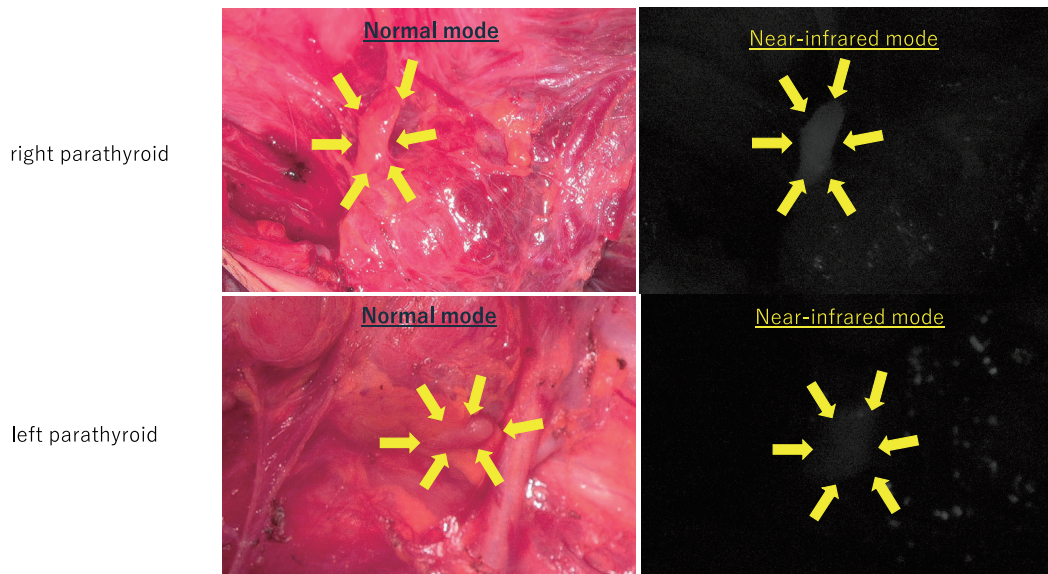 Normal mode
Near-infrared mode
right parathyroid
Normal mode
Near-infrared mode
left parathyroid